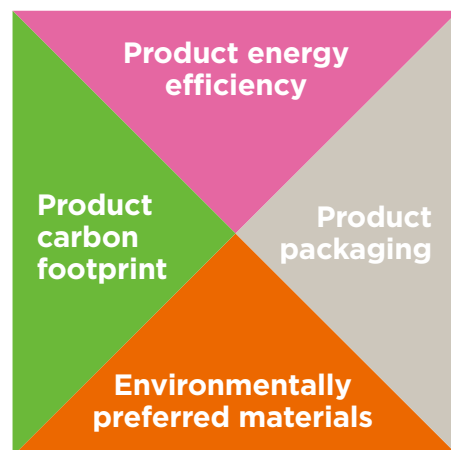 Product energy
efficiency
Product
carbon
footprint
Product
packaging
Environmentally
preferred materials